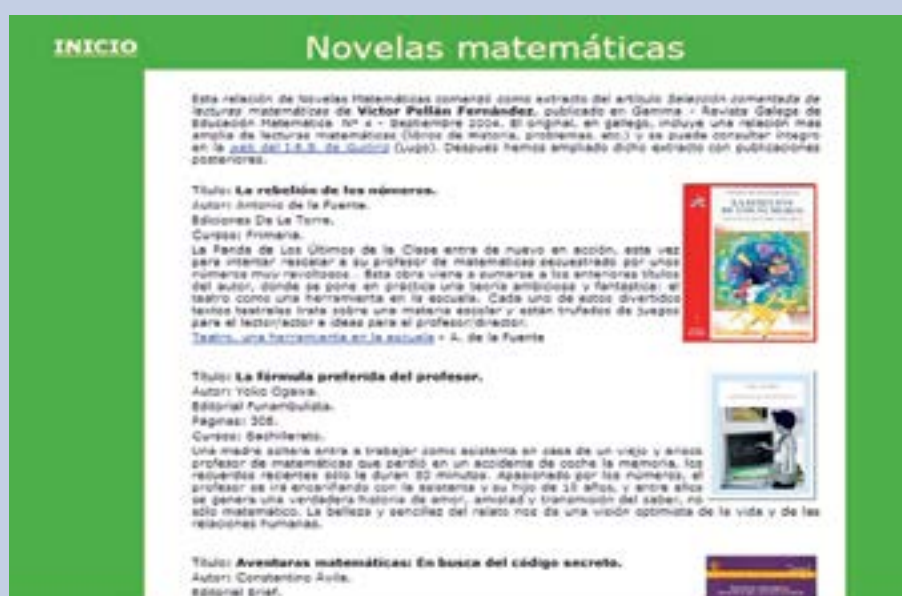 INICIO
Novelas matemáticas
Esta relación de Novelas Matemáticas comenzó como extracto del artículo Selección comentada de
lecturas matemáticas de Víctor Pellán Fernández, publicado en Gamma - Revista Galega de
Educación Matemática Nº - Septiembre. El original, en gallego, incluye una relación más
amplia de lecturas matemáticas (libros de historia, problemas, etc.) y se puede consultar íntegro
en la web del I.E.S. de (Lugo). Después hemos ampliado dicho extracto con publicaciones
posteriores.
Título: La rebelión de los números.
Autor: Antonio de la Fuente.
Ediciones De La Torre.
Cursos: Primaria.
La Panda de Los Últimos de la Clase entra de nuevo en acción, esta vez
para intentar rescatar a su profesor de matemáticas secuestrado por unos
números muy revoltosos. Esta obra viene a sumarse a los anteriores títulos
del autor, donde se pone en práctica una teoría ambiciosa y fantástica: el
teatro como una herramienta en la escuela. Cada uno de estos divertidos
textos teatrales trata sobre una materia escolar y están trufados de juegos
para el lector/actor e ideas para el profesor/director.
Teatro, una herramienta en la escuela - A. de la Fuente
LA REBELIÓN
DE LOS NÚMEROS
Título: La fórmula preferida del profesor.
Autor: Yoko Ogawa.
Editorial Funambulista.
Páginas: 308.
Cursos: Bachillerato.
Una madre soltera entra a trabajar como asistenta en casa de un viejo y arisco
profesor de matemáticas que perdió en un accidente de coche la memoria, los
recuerdos recientes sólo le duran 80 minutos. Apasionado por los números, el
profesor se irá encariñando con la asistenta y su hijo de 10 años, y entre ellos
se genera una verdadera historia de amor, amistad y transmisión del saber, no
sólo matemático. La belleza y sencillez del relato nos da una visión optimista de la vida y de las
relaciones humanas.
Título: Aventuras matemáticas: En busca del código secreto.
Autor: Constantino Ávila.
Editorial Brief.